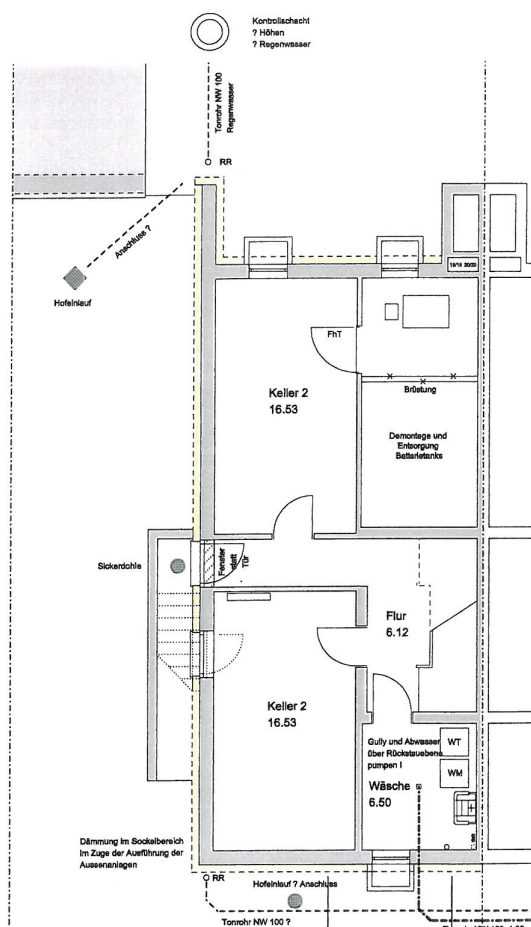 Kontrollschacht
? Höhen
? Regenwasser
Tonrohr NW 100
Regenwasser
RR
Anschluss ?
Hofeinlauf
FhT
Keller 2
16.53
Brüstung
Demontage und
Entsorgung
Batterietanks
Sickerdohle
Fenster
statt
Tür
Flur
6.12
Keller 2
16.53
Gully und Abwasser
über Rückstauebene
pumpen !
WT
WM
Wäsche
6.50
Dämmung im Sockelbereich
im Zuge der Ausführung der
Aussenanlagen
RR
Hofeinlauf ? Anschluss
Tonrohr NW 100 ?